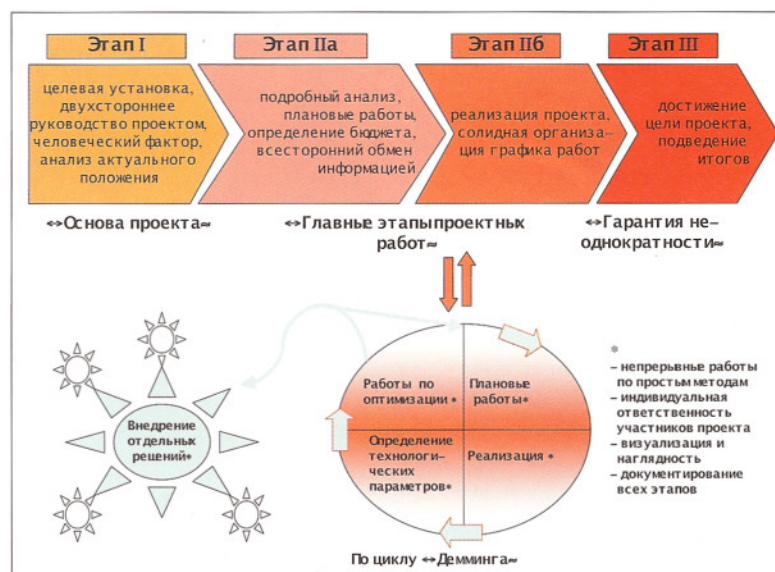 Этап I
Этап IIа
Этап IIб
Этап III
целевая установка,
двухстороннее
руководство проектом,
человеческий фактор,
анализ актуального
положения
подробный анализ,
плановые работы,
определение бюджета,
всесторонний обмен
информацией
реализация проекта,
солидная организа-
ция графика работ
достижение
цели проекта,
подведение
итогов
↔Основа проекта≈
↔Главные этапыпроектных
работ≈
↔Гарантия не-
однократности≈
Внедрение
отдельных
решений*
Работы по
оптимизации *
Плановые
работы*
Определение
технологи-
ческих
параметров*
Реализация *
*
– непрерывные работы
по простым методам
– индивидуальная
ответственность
участников проекта
– визуализация и
наглядность
– документирование
всех этапов
По циклу ↔Демминга≈